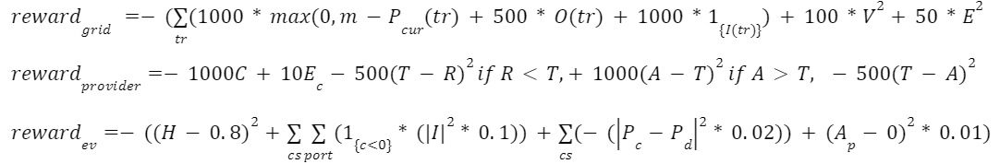 reward_grid =− (∑_tr(1000 * max(0, m − P_cur(tr) + 500 * O(tr) + 1000 * 1_{I(tr)}) + 100 * V^2 + 50 * E^2
reward_provider =− 1000C + 10E_c − 500(T − R)^2 if R < T, + 1000(A − T)^2 if A > T, − 500(T − A)^2
reward_ev =− ((H − 0.8)^2 + ∑_cs ∑_port (1_{c<0} * (|I|^2 * 0.1)) + ∑_cs(− (|P_c − P_d|^2 * 0.02)) + (A_p − 0)^2 * 0.01)